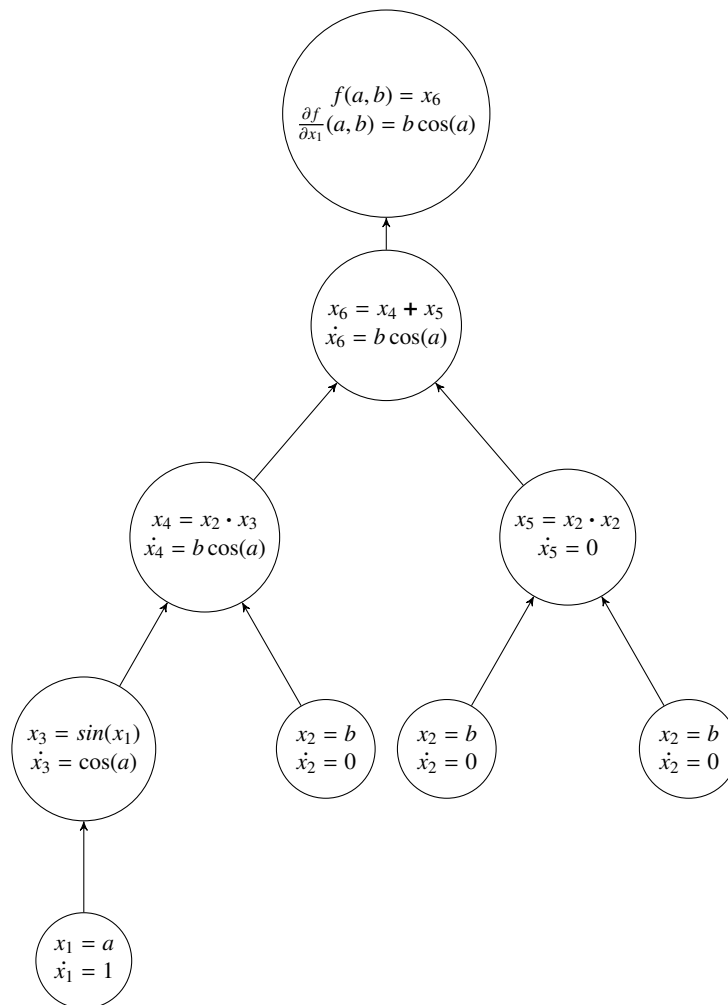 f(a, b) = x₆
∂f/∂x₁ (a, b) = b cos(a)
x₆ = x₄ + x₅
ẋ₆ = b cos(a)
x₄ = x₂ · x₃
ẋ₄ = b cos(a)
x₅ = x₂ · x₂
ẋ₅ = 0
x₃ = sin(x₁)
ẋ₃ = cos(a)
x₂ = b
ẋ₂ = 0
x₂ = b
ẋ₂ = 0
x₂ = b
ẋ₂ = 0
x₁ = a
ẋ₁ = 1